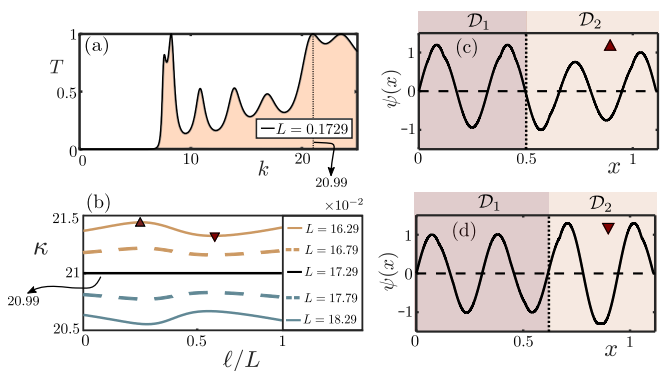 (a)
T
1
0.5
0
0
10
20
k
L = 0.1729
20.99
(b)
κ
21.5
21
20.5
20.99
0
0.5
1
ℓ/L
×10⁻²
L = 16.29
L = 16.79
L = 17.29
L = 17.79
L = 18.29
𝒟₁
𝒟₂
(c)
ψ(x)
1
0
−1
0
0.5
1
x
𝒟₁
𝒟₂
(d)
ψ(x)
1
0
−1
0
0.5
1
x